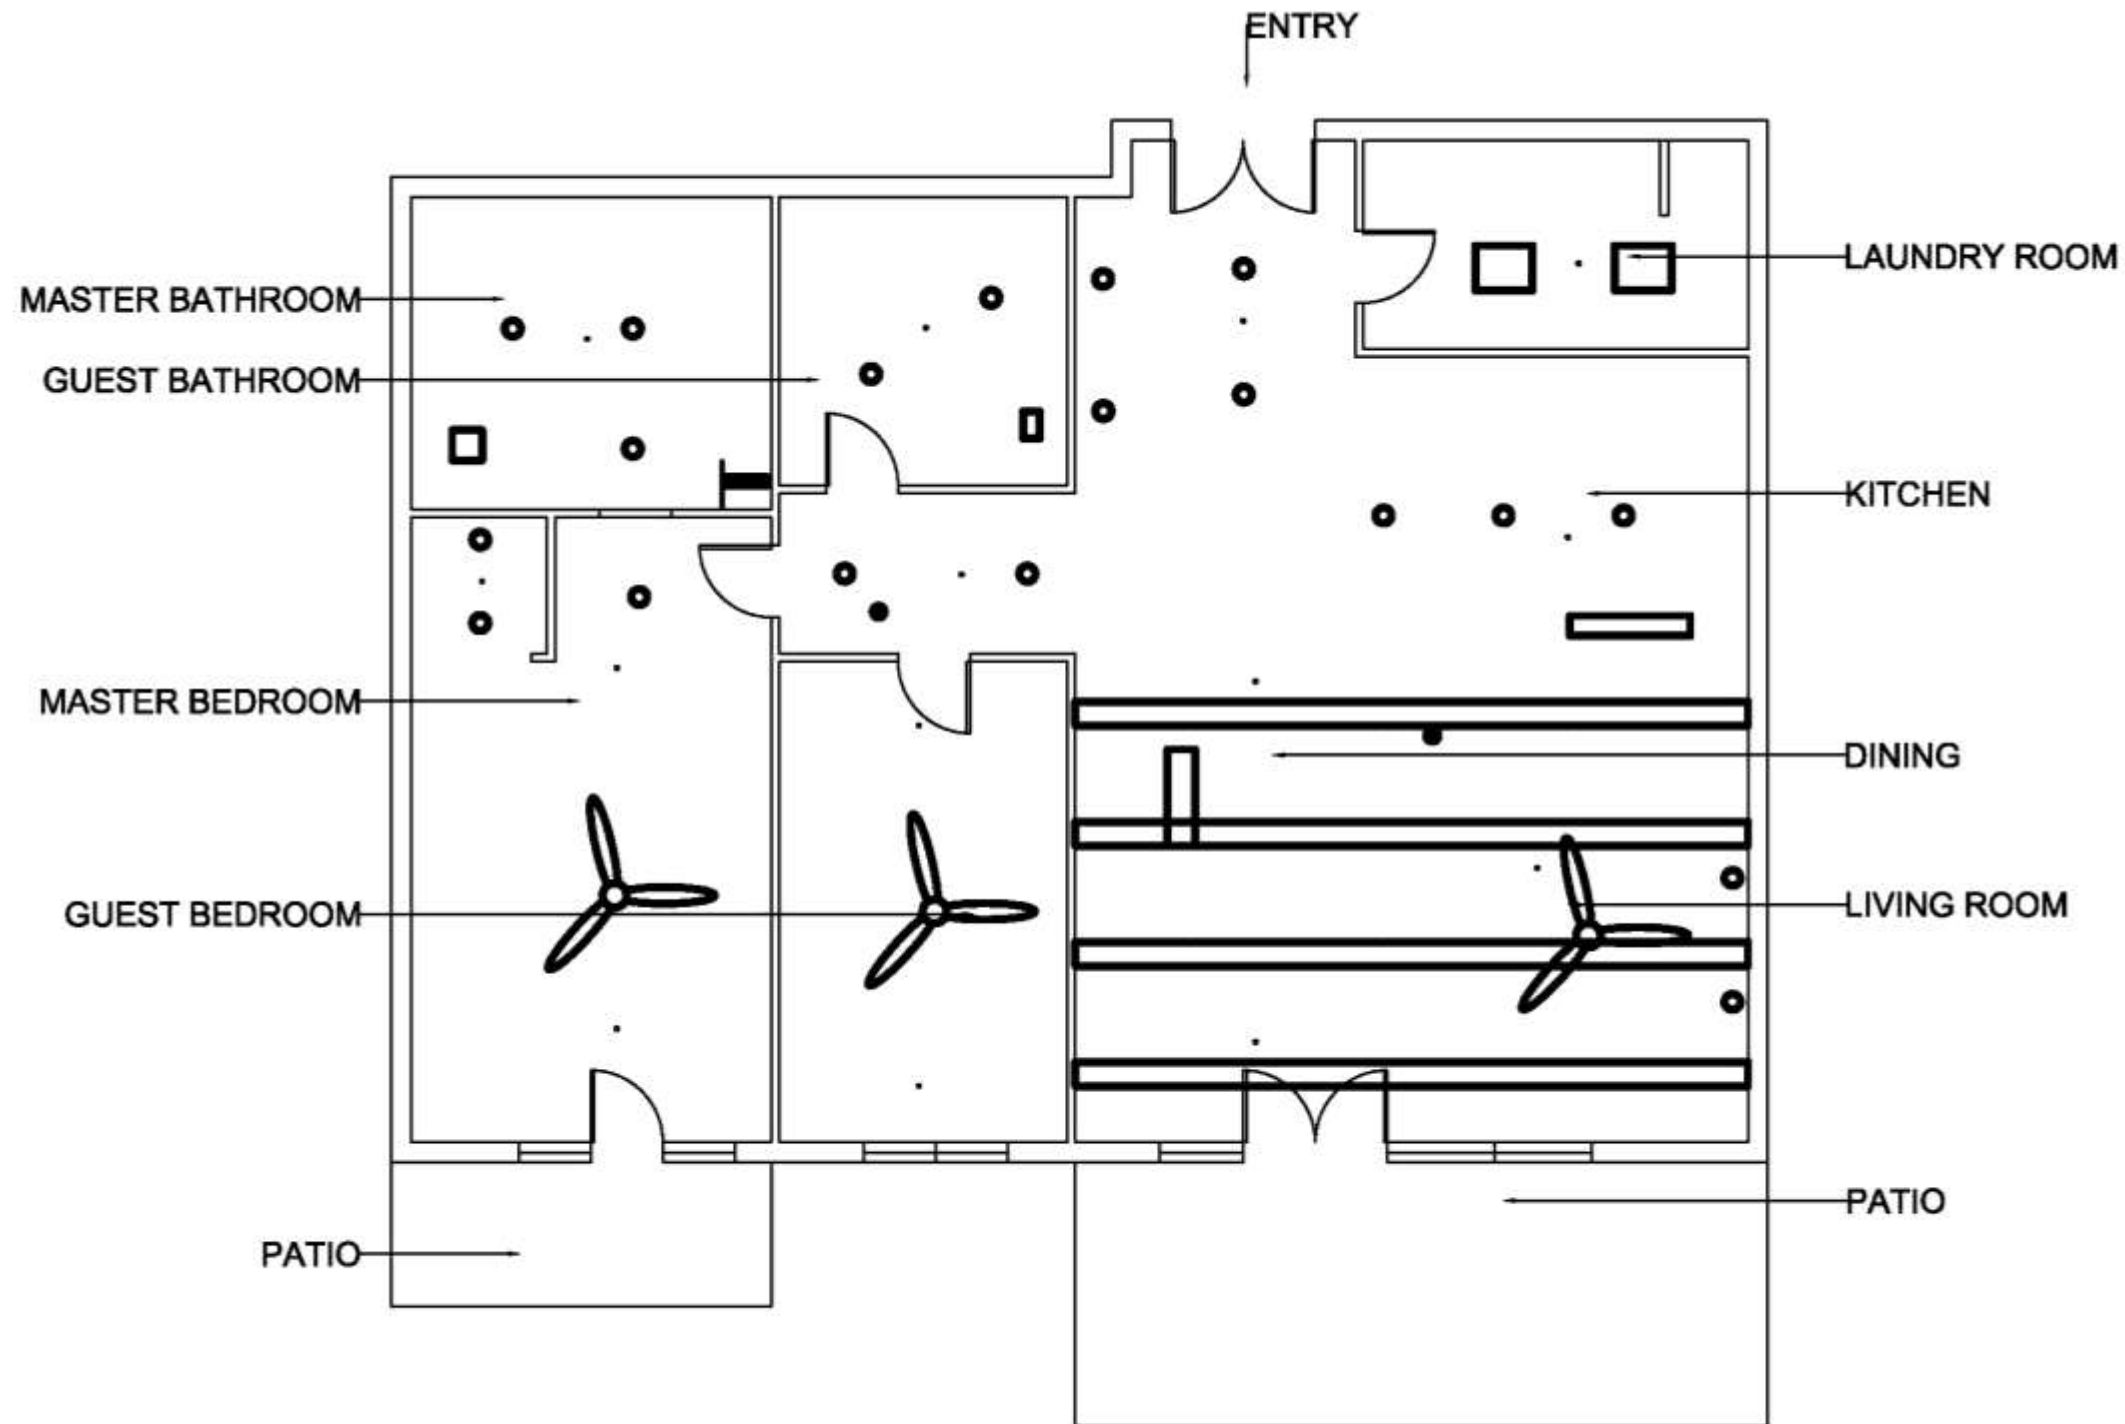 ENTRY
MASTER BATHROOM
GUEST BATHROOM
MASTER BEDROOM
GUEST BEDROOM
PATIO
LAUNDRY ROOM
KITCHEN
DINING
LIVING ROOM
PATIO